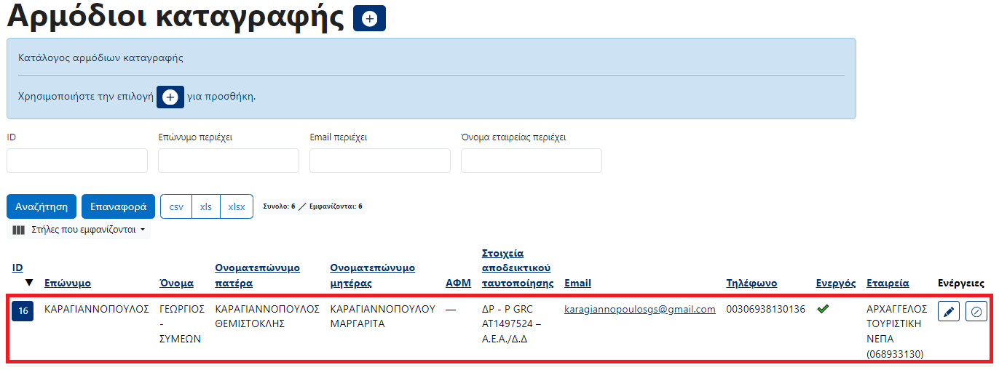 Αρμόδιοι καταγραφής
Κατάλογος αρμόδιων καταγραφής
Χρησιμοποιήστε την επιλογή για προσθήκη.
ID Επώνυμο περιέχει Email περιέχει Όνομα εταιρείας περιέχει
Αναζήτηση Επαναφορά csv xls xlsx Συνολο: 6 / Εμφανίζονται: 6
Στήλες που εμφανίζονται
ID Επώνυμο Όνομα Ονοματεπώνυμο πατέρα Ονοματεπώνυμο μητέρας ΑΦΜ Στοιχεία αποδεικτικού ταυτοποίησης Email Τηλέφωνο Ενεργός Εταιρεία Ενέργειες
16 ΚΑΡΑΓΙΑΝΝΟΠΟΥΛΟΣ ΓΕΩΡΓΙΟΣ - ΣΥΜΕΩΝ ΚΑΡΑΓΙΑΝΝΟΠΟΥΛΟΣ ΘΕΜΙΣΤΟΚΛΗΣ ΚΑΡΑΓΙΑΝΝΟΠΟΥΛΟΥ ΜΑΡΓΑΡΙΤΑ — ΔΡ - P GRC AT1497524 – Α.Ε.Α./Δ.Δ karagiannopoulosgs@gmail.com 00306938130136 ΑΡΧΑΓΓΕΛΟΣ ΤΟΥΡΙΣΤΙΚΗ ΝΕΠΑ (068933130)